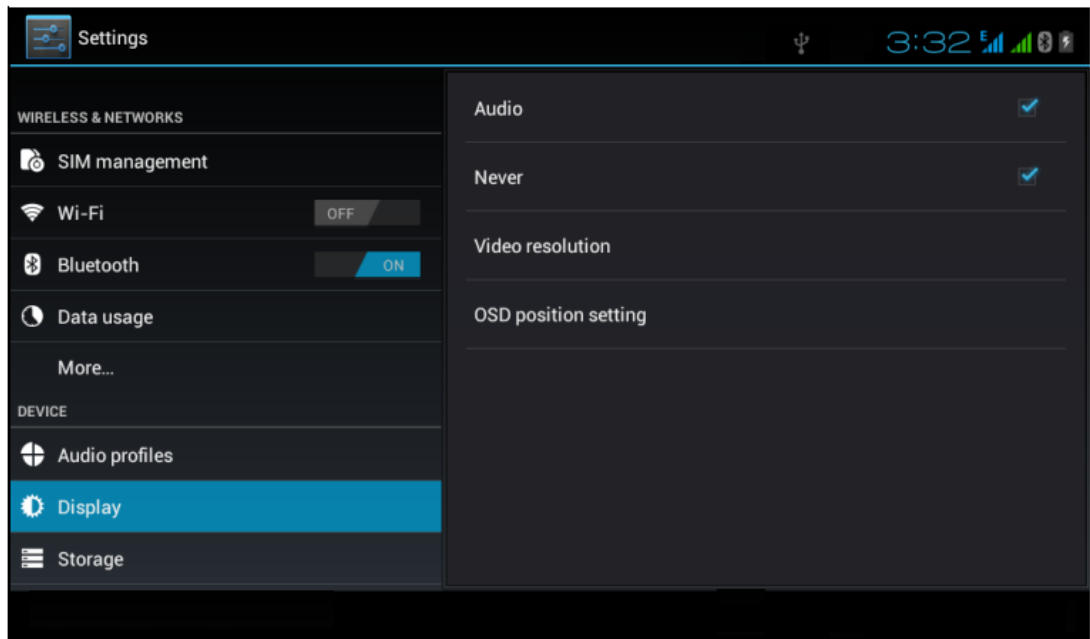 Settings
3:32 E
WIRELESS & NETWORKS
SIM management
Wi-Fi OFF
Bluetooth ON
Data usage
More...
DEVICE
Audio profiles
Display
Storage
Audio
Never
Video resolution
OSD position setting